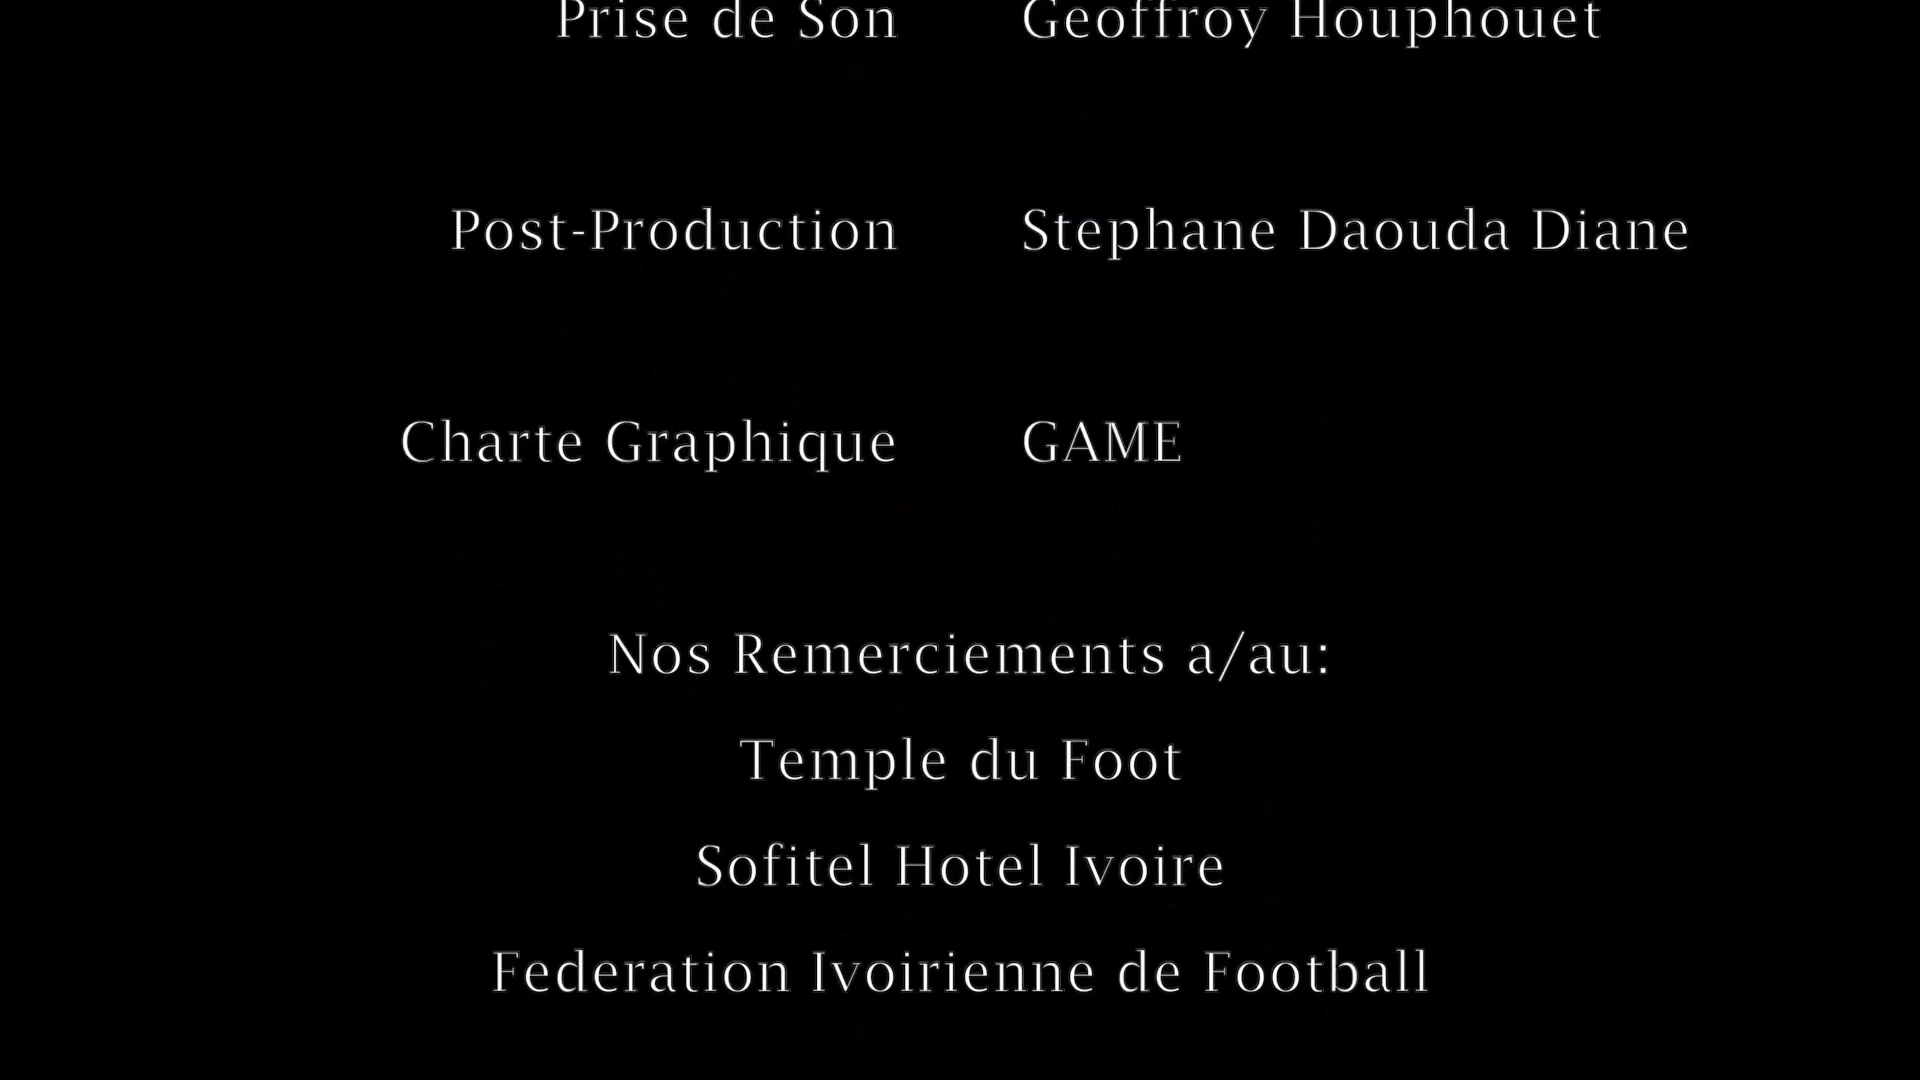 Prise de Son Geoffroy Houphouet
Post-Production Stephane Daouda Diane
Charte Graphique GAME
Nos Remerciements a/au:
Temple du Foot
Sofitel Hotel Ivoire
Federation Ivoirienne de Football